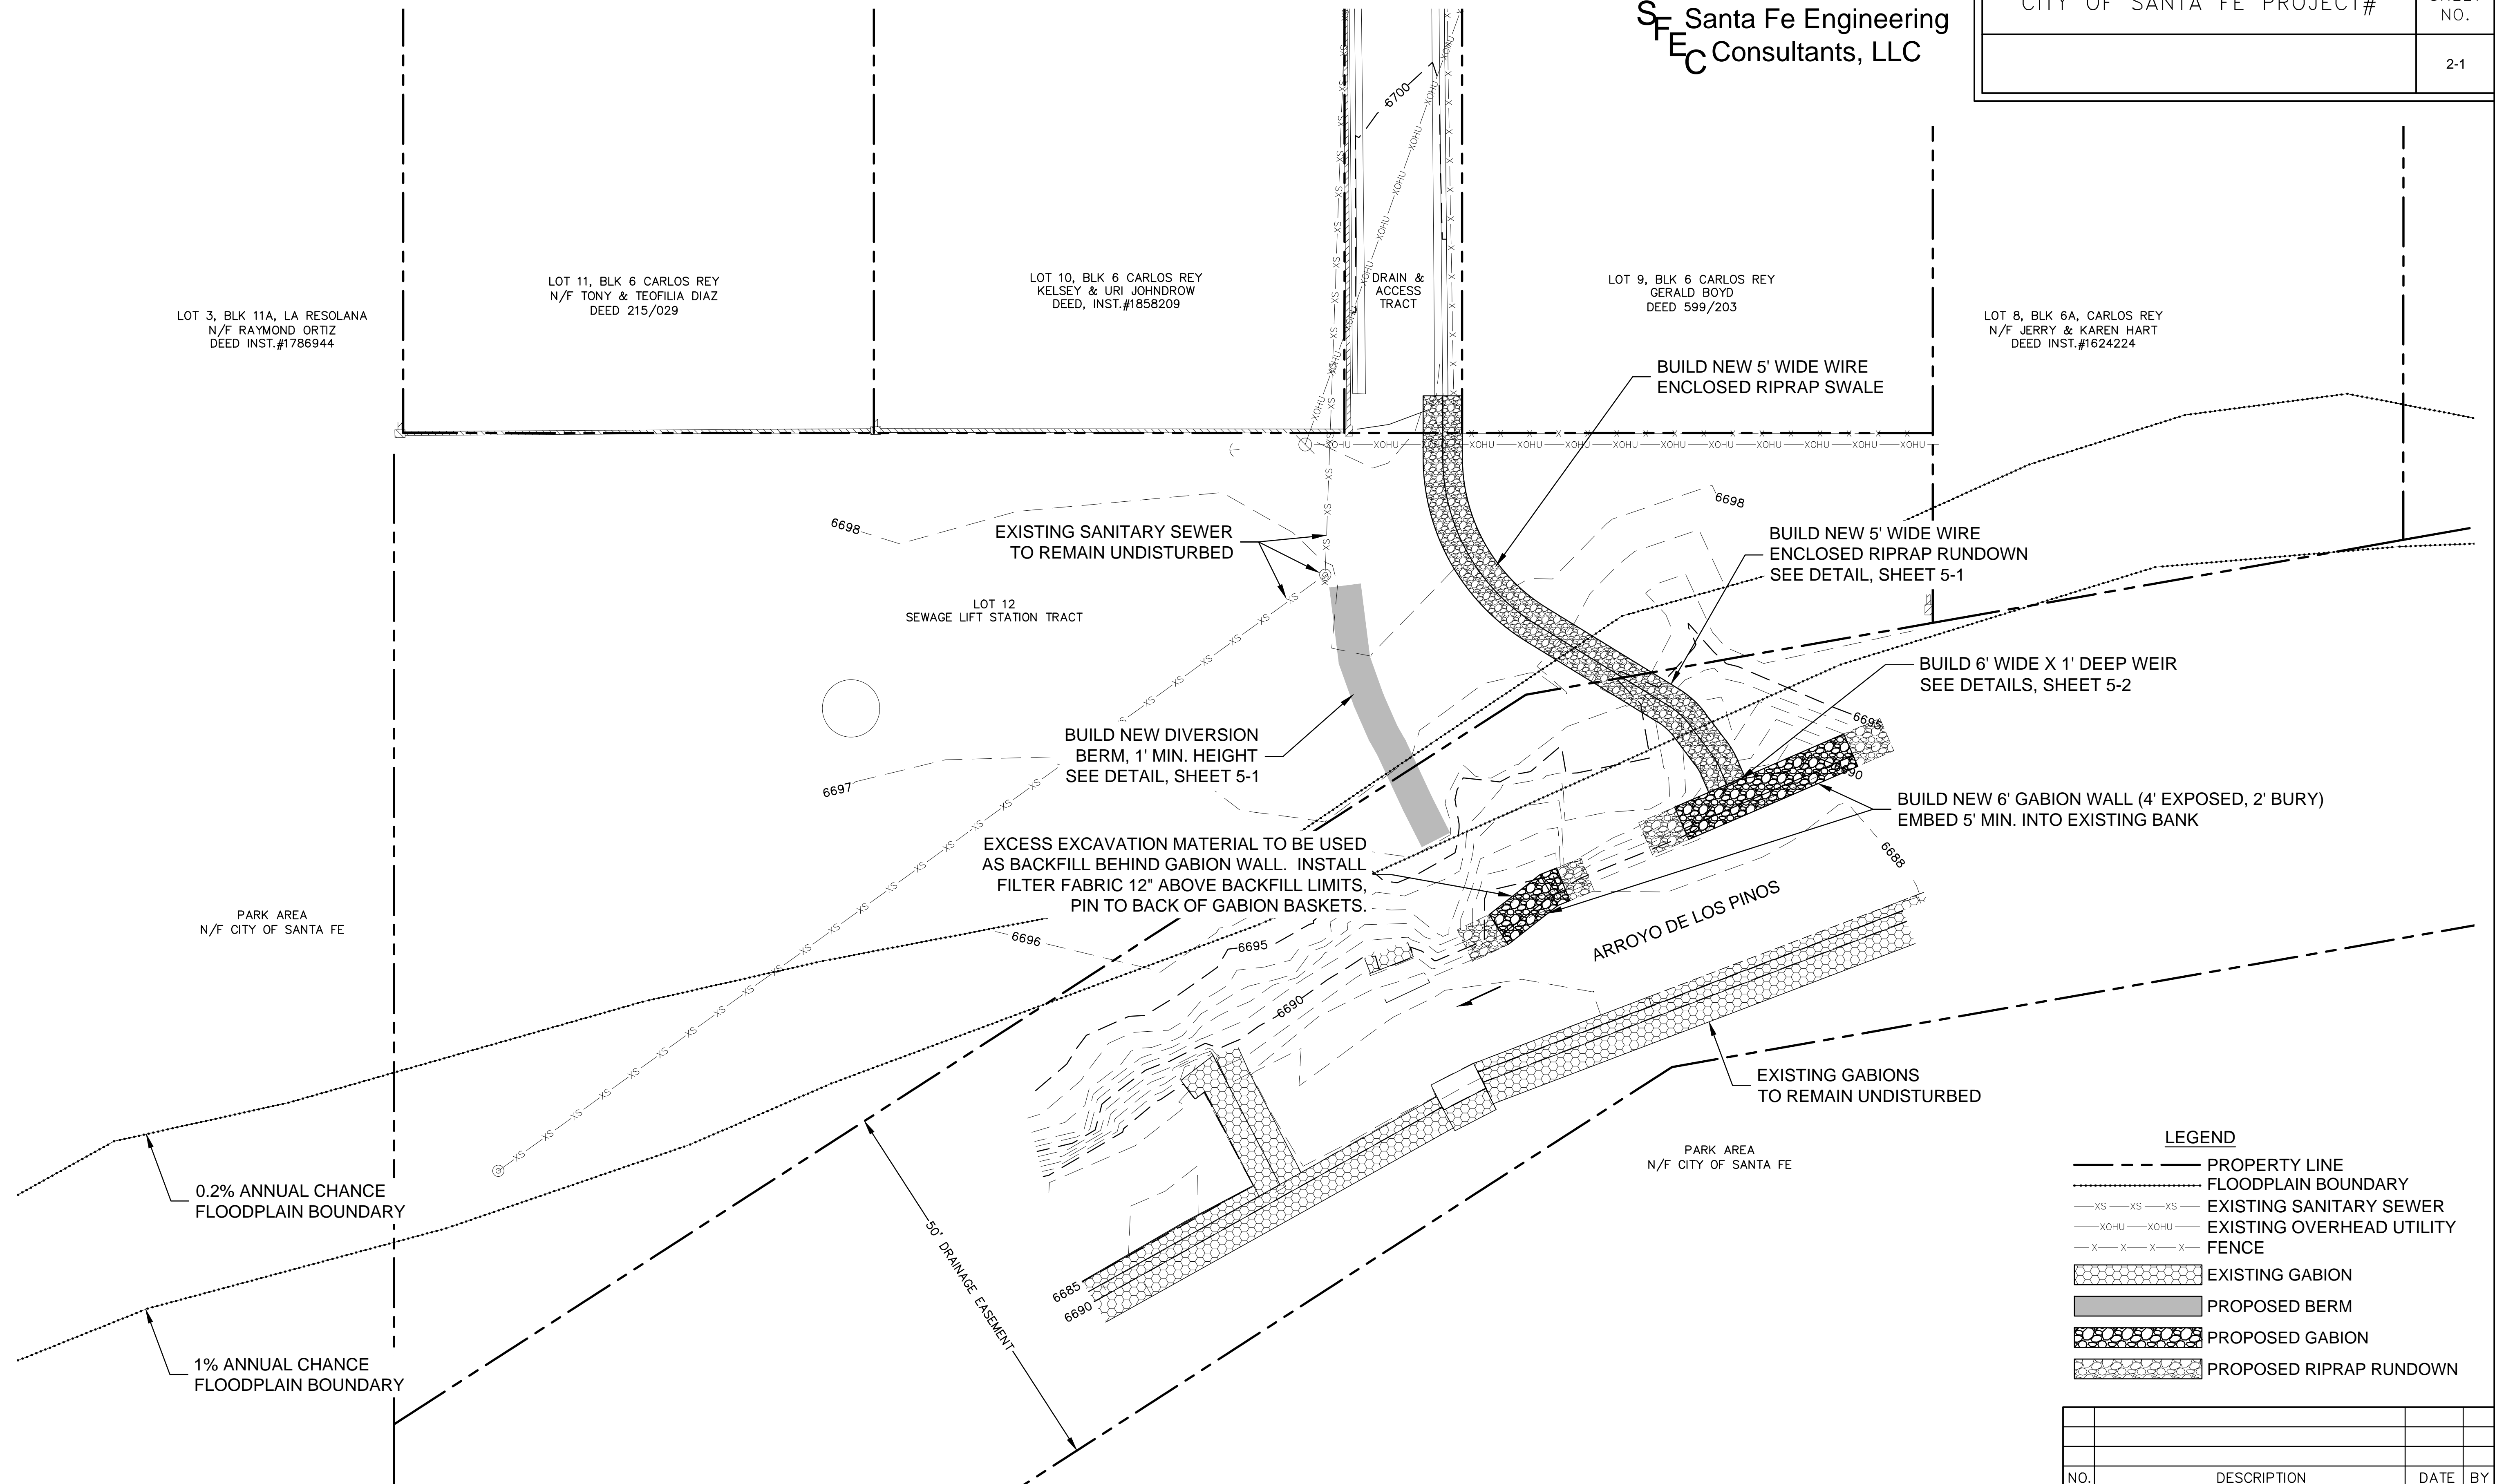 SFEC Santa Fe Engineering
Consultants, LLC
CITY OF SANTA FE PROJECT#
NO.
2-1
6700
LOT 3, BLK 11A, LA RESOLANA
N/F RAYMOND ORTIZ
DEED INST.#1786944
LOT 11, BLK 6 CARLOS REY
N/F TONY & TEOFILIA DIAZ
DEED 215/029
LOT 10, BLK 6 CARLOS REY
KELSEY & URI JOHNDROW
DEED, INST.#1858209
DRAIN &
ACCESS
TRACT
LOT 9, BLK 6 CARLOS REY
GERALD BOYD
DEED 599/203
LOT 8, BLK 6A, CARLOS REY
N/F JERRY & KAREN HART
DEED INST.#1624224
BUILD NEW 5' WIDE WIRE
ENCLOSED RIPRAP SWALE
6698
6698
EXISTING SANITARY SEWER
TO REMAIN UNDISTURBED
BUILD NEW 5' WIDE WIRE
ENCLOSED RIPRAP RUNDOWN
SEE DETAIL, SHEET 5-1
LOT 12
SEWAGE LIFT STATION TRACT
BUILD 6' WIDE X 1' DEEP WEIR
SEE DETAILS, SHEET 5-2
6695
BUILD NEW DIVERSION
BERM, 1' MIN. HEIGHT
SEE DETAIL, SHEET 5-1
6697
6690
BUILD NEW 6' GABION WALL (4' EXPOSED, 2' BURY)
EMBED 5' MIN. INTO EXISTING BANK
EXCESS EXCAVATION MATERIAL TO BE USED
AS BACKFILL BEHIND GABION WALL. INSTALL
FILTER FABRIC 12" ABOVE BACKFILL LIMITS,
PIN TO BACK OF GABION BASKETS.
6688
ARROYO DE LOS PINOS
PARK AREA
N/F CITY OF SANTA FE
6696
6695
6690
EXISTING GABIONS
TO REMAIN UNDISTURBED
PARK AREA
N/F CITY OF SANTA FE
0.2% ANNUAL CHANCE
FLOODPLAIN BOUNDARY
50' DRAINAGE EASEMENT
6685
6690
1% ANNUAL CHANCE
FLOODPLAIN BOUNDARY
LEGEND
PROPERTY LINE
FLOODPLAIN BOUNDARY
XS XS XS EXISTING SANITARY SEWER
XOHU XOHU EXISTING OVERHEAD UTILITY
X X X X FENCE
EXISTING GABION
PROPOSED BERM
PROPOSED GABION
PROPOSED RIPRAP RUNDOWN
NO. DESCRIPTION DATE BY